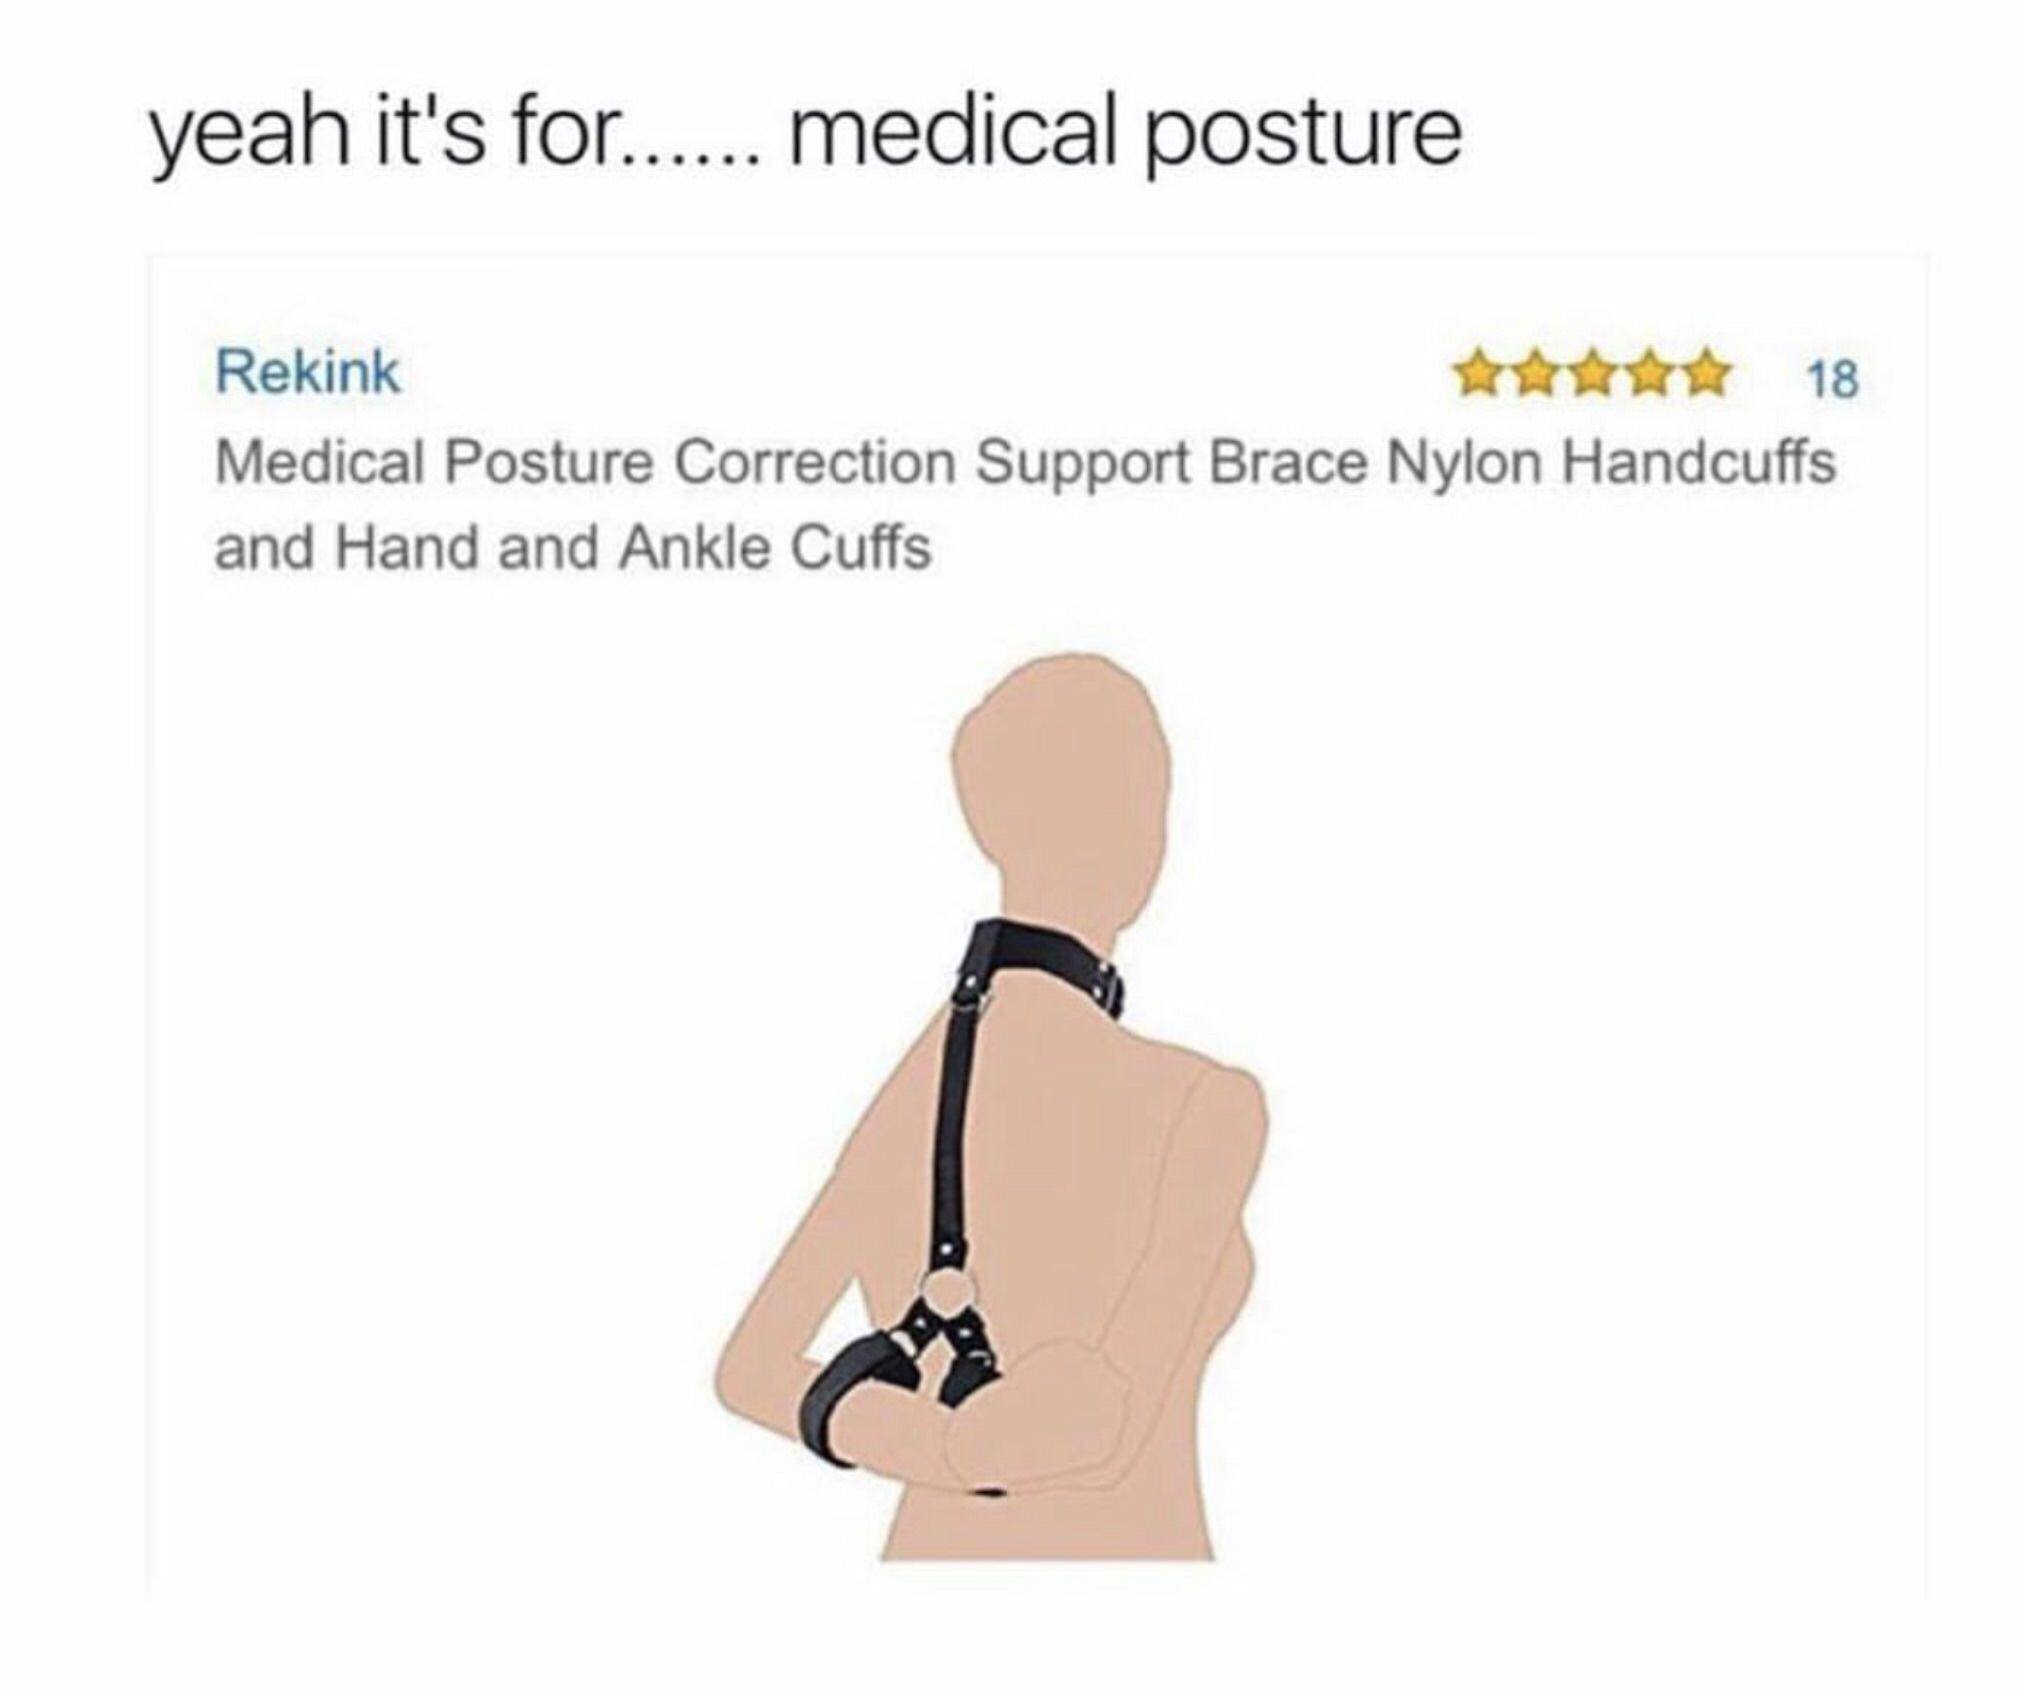 yeah it's for...... medical posture
Rekink
18
Medical Posture Correction Support Brace Nylon Handcuffs
and Hand and Ankle Cuffs